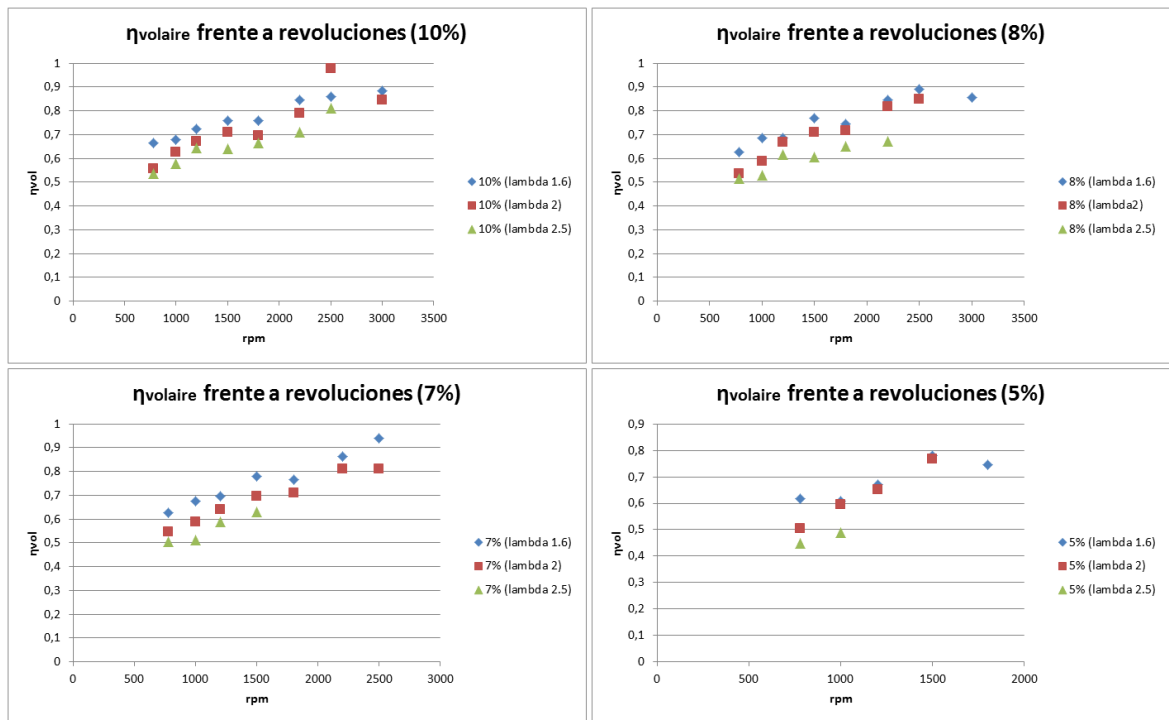 ηvolaire frente a revoluciones (10%)
1
0,9
0,8
0,7
0,6
0,5
0,4
0,3
0,2
0,1
0
ηvol
0 500 1000 1500 2000 2500 3000 3500
rpm
10% (lambda 1.6)
10% (lambda 2)
10% (lambda 2.5)
ηvolaire frente a revoluciones (8%)
1
0,9
0,8
0,7
0,6
0,5
0,4
0,3
0,2
0,1
0
ηvol
0 500 1000 1500 2000 2500 3000 3500
rpm
8% (lambda 1.6)
8% (lambda2)
8% (lambda 2.5)
ηvolaire frente a revoluciones (7%)
1
0,9
0,8
0,7
0,6
0,5
0,4
0,3
0,2
0,1
0
ηvol
0 500 1000 1500 2000 2500 3000
rpm
7% (lambda 1.6)
7% (lambda 2)
7% (lambda 2.5)
ηvolaire frente a revoluciones (5%)
0,9
0,8
0,7
0,6
0,5
0,4
0,3
0,2
0,1
0
ηvol
0 500 1000 1500 2000
rpm
5% (lambda 1.6)
5% (lambda 2)
5% (lambda 2.5)